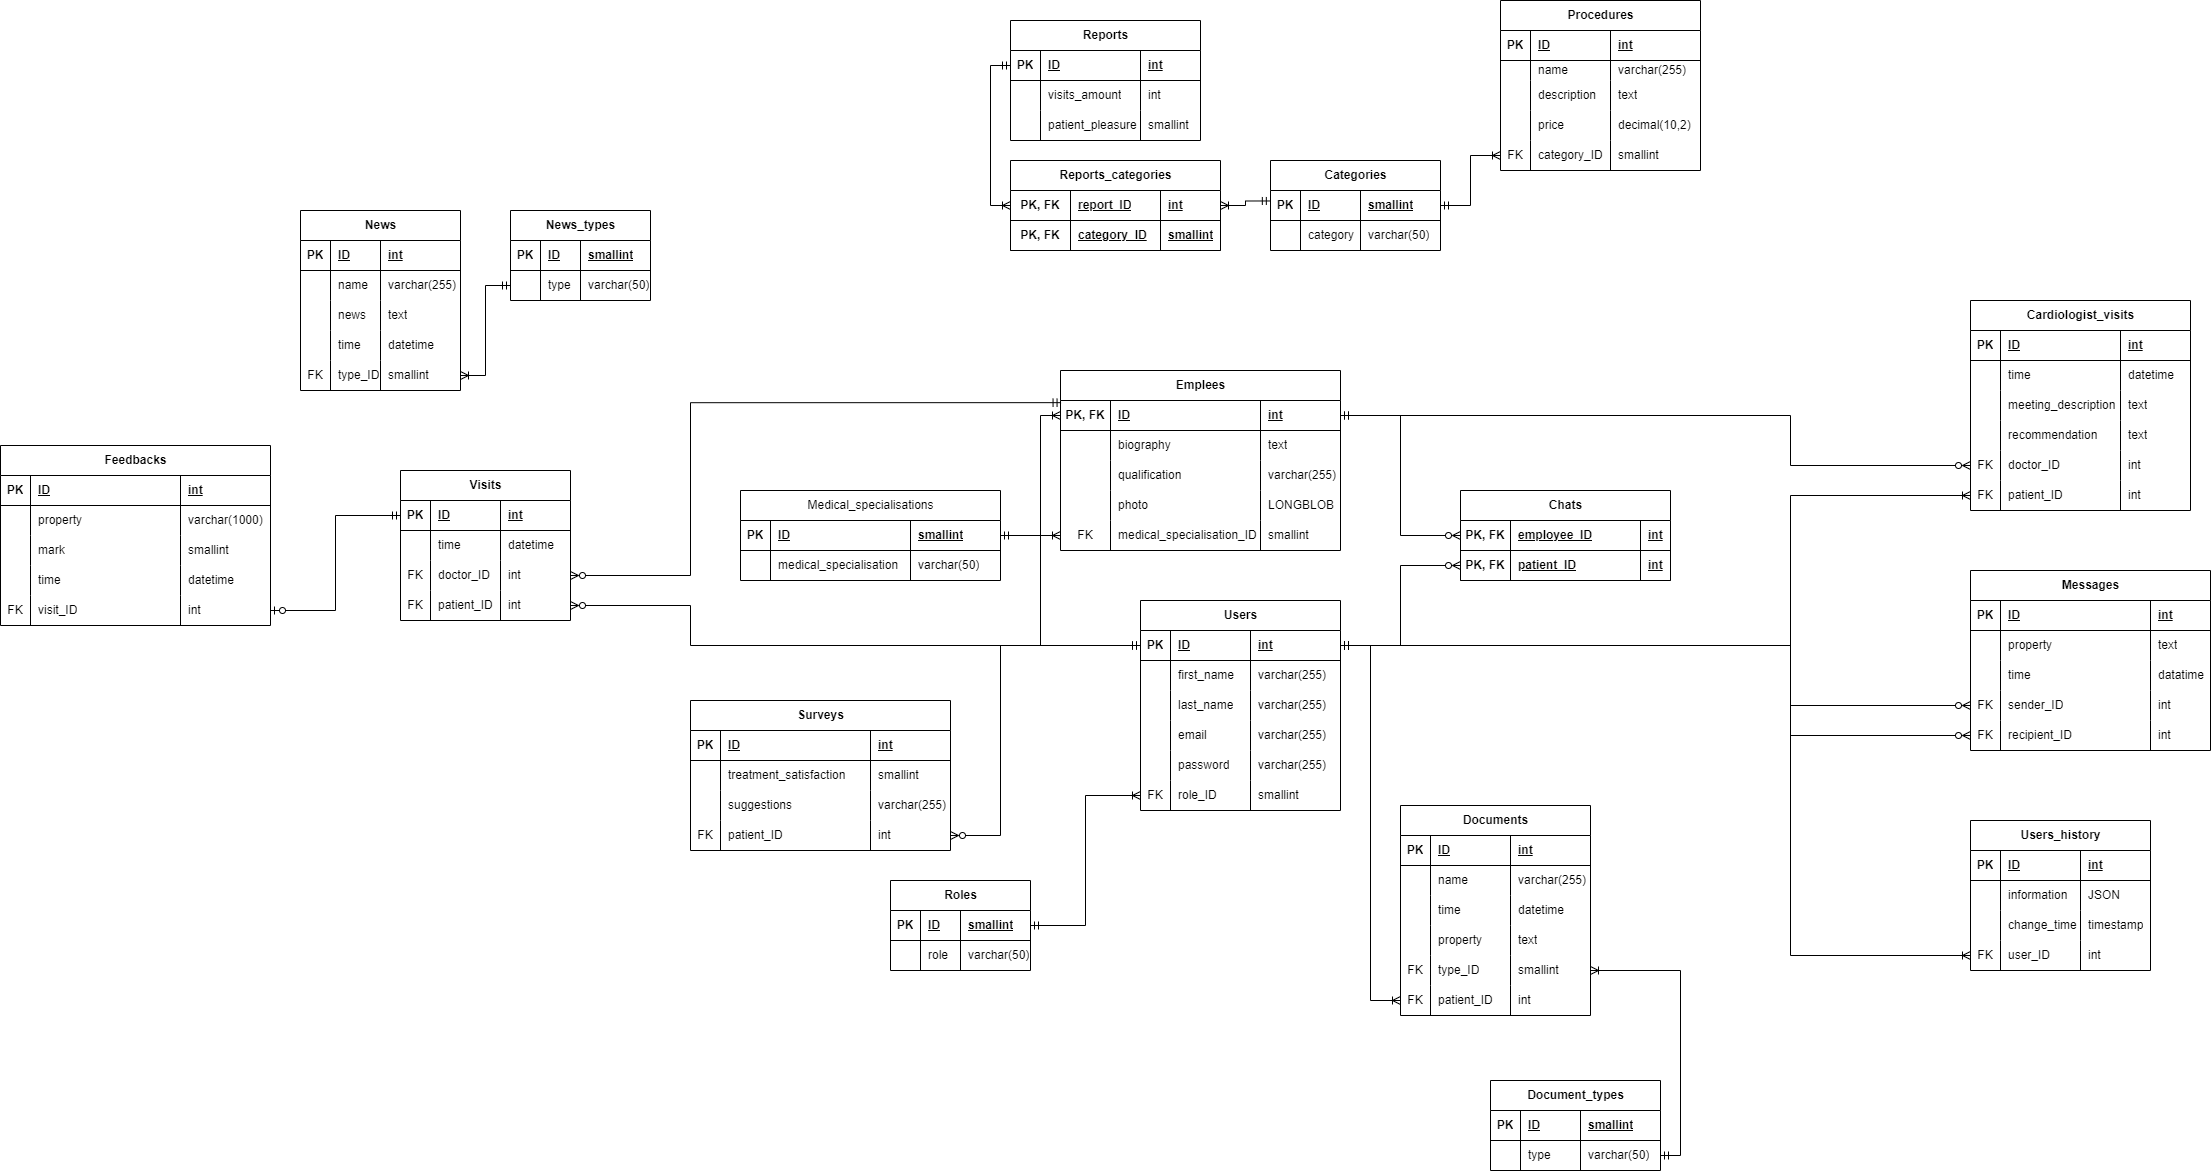 Procedures
PK ID int
name varchar(255)
description text
price decimal(10,2)
FK category_ID smallint
Reports
PK ID int
visits_amount int
patient_pleasure smallint
Reports_categories
PK, FK report_ID int
PK, FK category_ID smallint
Categories
PK ID smallint
category varchar(50)
News
PK ID int
name varchar(255)
news text
time datetime
FK type_ID smallint
News_types
PK ID smallint
type varchar(50)
Cardiologist_visits
PK ID int
time datetime
meeting_description text
recommendation text
FK doctor_ID int
FK patient_ID int
Emplees
PK, FK ID int
biography text
qualification varchar(255)
photo LONGBLOB
FK medical_specialisation_ID smallint
Feedbacks
PK ID int
property varchar(1000)
mark smallint
time datetime
FK visit_ID int
Visits
PK ID int
time datetime
FK doctor_ID int
FK patient_ID int
Medical_specialisations
PK ID smallint
medical_specialisation varchar(50)
Chats
PK, FK employee_ID int
PK, FK patient_ID int
Messages
PK ID int
property text
time datatime
FK sender_ID int
FK recipient_ID int
Users
PK ID int
first_name varchar(255)
last_name varchar(255)
email varchar(255)
password varchar(255)
FK role_ID smallint
Surveys
PK ID int
treatment_satisfaction smallint
suggestions varchar(255)
FK patient_ID int
Documents
PK ID int
name varchar(255)
time datetime
property text
FK type_ID smallint
FK patient_ID int
Users_history
PK ID int
information JSON
change_time timestamp
FK user_ID int
Roles
PK ID smallint
role varchar(50)
Document_types
PK ID smallint
type varchar(50)